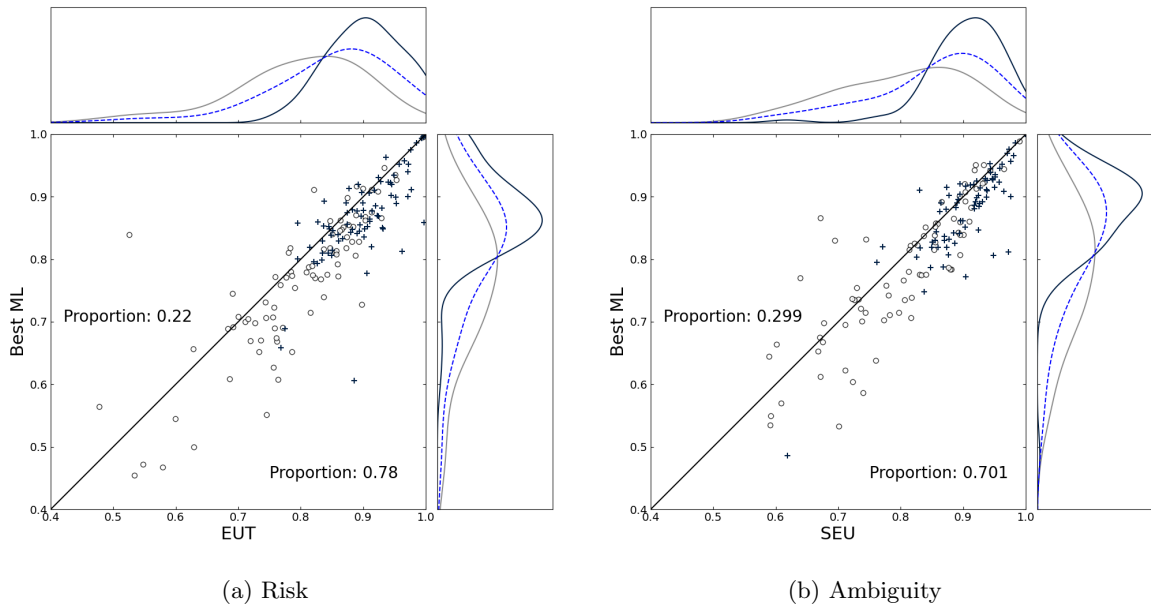 1.0
0.9
0.8
0.7
0.6
0.5
0.4
Best ML
Proportion: 0.22
Proportion: 0.78
0.4 0.5 0.6 0.7 0.8 0.9 1.0
EUT
(a) Risk
1.0
0.9
0.8
0.7
0.6
0.5
0.4
Best ML
Proportion: 0.299
Proportion: 0.701
0.4 0.5 0.6 0.7 0.8 0.9 1.0
SEU
(b) Ambiguity